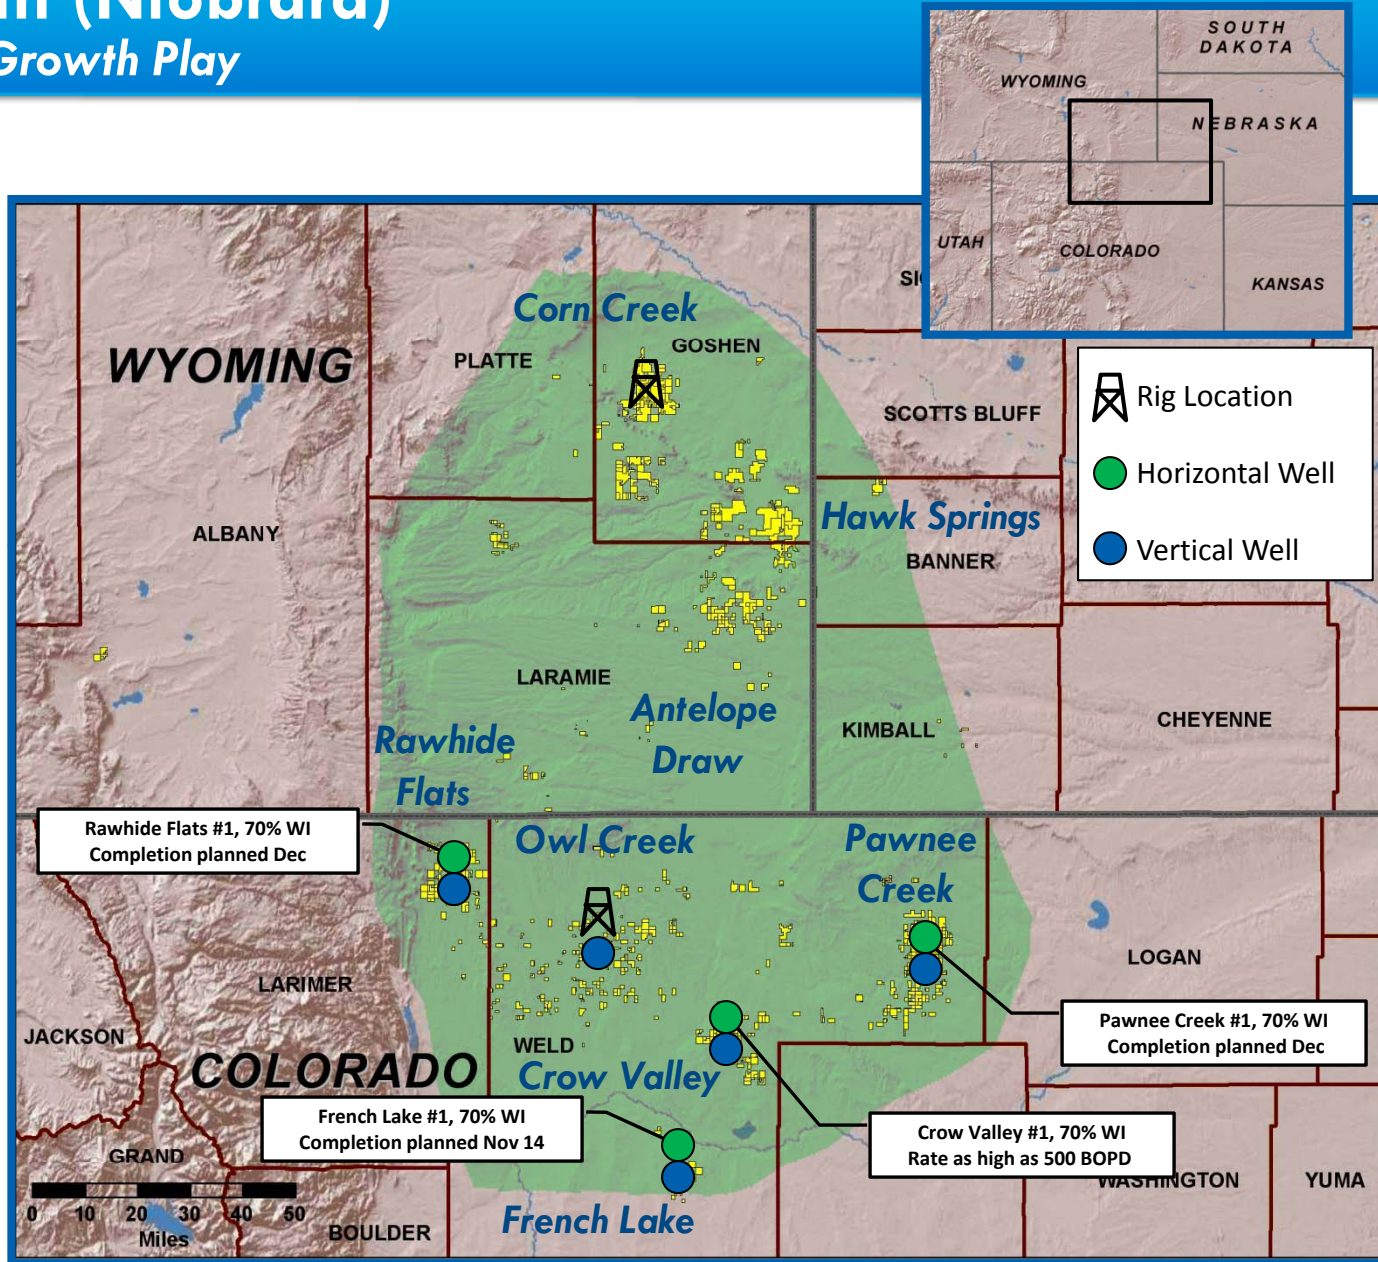 (Niobrara)
Growth Play
SOUTH
DAKOTA
WYOMING
NEBRASKA
UTAH
COLORADO
KANSAS
Rig Location
Horizontal Well
Vertical Well
Corn Creek
GOSHEN
PLATTE
WYOMING
SCOTTS BLUFF
Hawk Springs
ALBANY
BANNER
LARAMIE
Antelope
Draw
KIMBALL
CHEYENNE
Rawhide
Flats
Rawhide Flats #1, 70% WI
Completion planned Dec
Owl Creek
Pawnee
Creek
LOGAN
LARIMER
JACKSON
WELD
COLORADO
Crow Valley
Pawnee Creek #1, 70% WI
Completion planned Dec
French Lake #1, 70% WI
Completion planned Nov 14
Crow Valley #1, 70% WI
Rate as high as 500 BOPD
GRAND
WASHINGTON
YUMA
0 10 20 30 40 50
Miles
BOULDER
French Lake